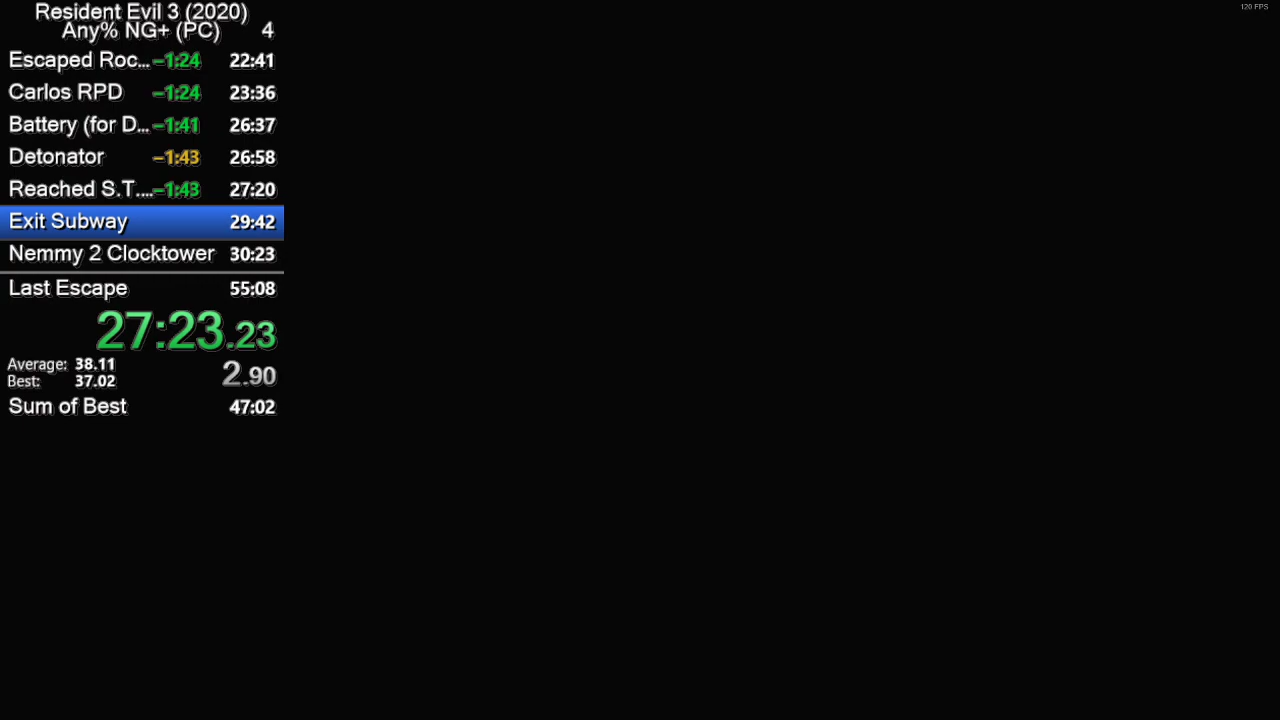 Resident Evil 3 (2020)
Any% NG+ (PC) 4
Escaped Roc... −1:24 22:41
Carlos RPD −1:24 23:36
Battery (for D... −1:41 26:37
Detonator −1:43 26:58
Reached S.T.... −1:43 27:20
Exit Subway 29:42
Nemmy 2 Clocktower 30:23
Last Escape 55:08
27:23.23
Average: 38.11
Best: 37.02
2.90
Sum of Best 47:02
120 FPS